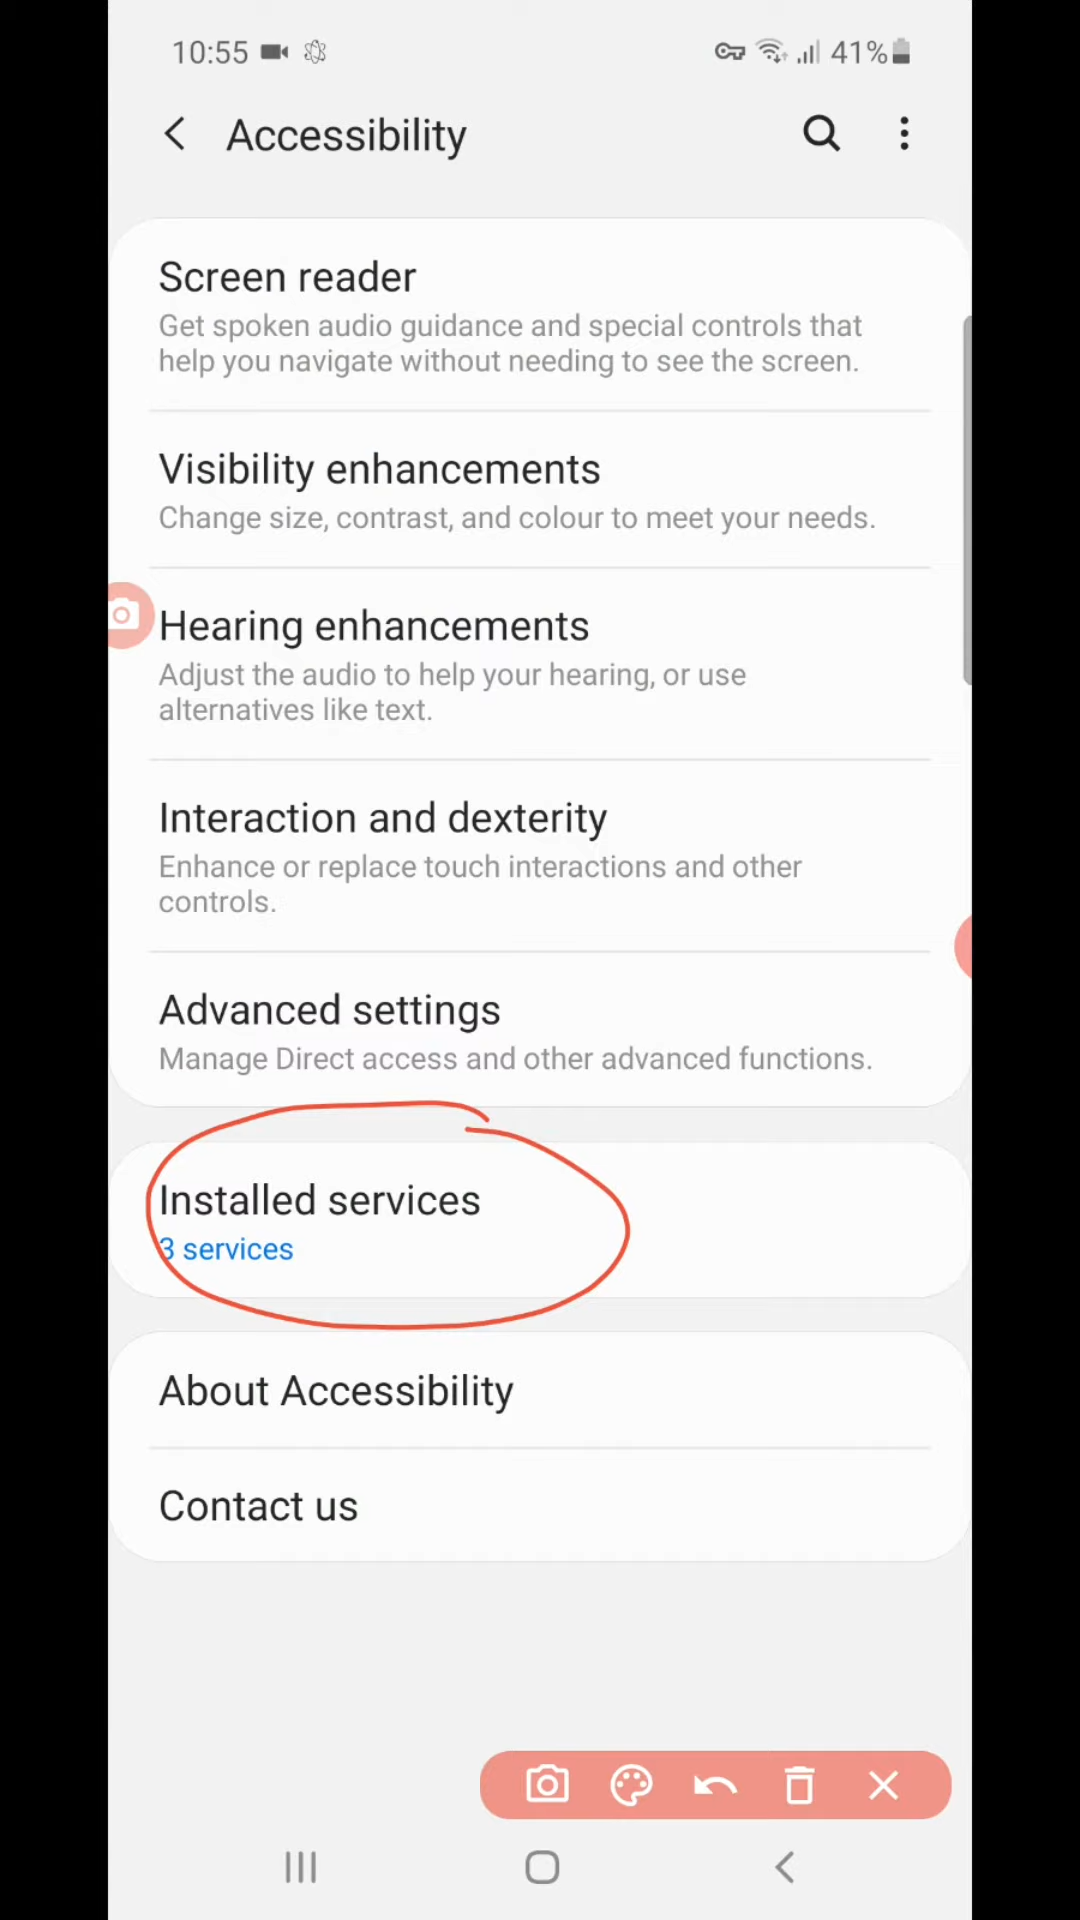 10:55 41%
Accessibility
Screen reader
Get spoken audio guidance and special controls that
help you navigate without needing to see the screen.
Visibility enhancements
Change size, contrast, and colour to meet your needs.
Hearing enhancements
Adjust the audio to help your hearing, or use
alternatives like text.
Interaction and dexterity
Enhance or replace touch interactions and other
controls.
Advanced settings
Manage Direct access and other advanced functions.
Installed services
3 services
About Accessibility
Contact us